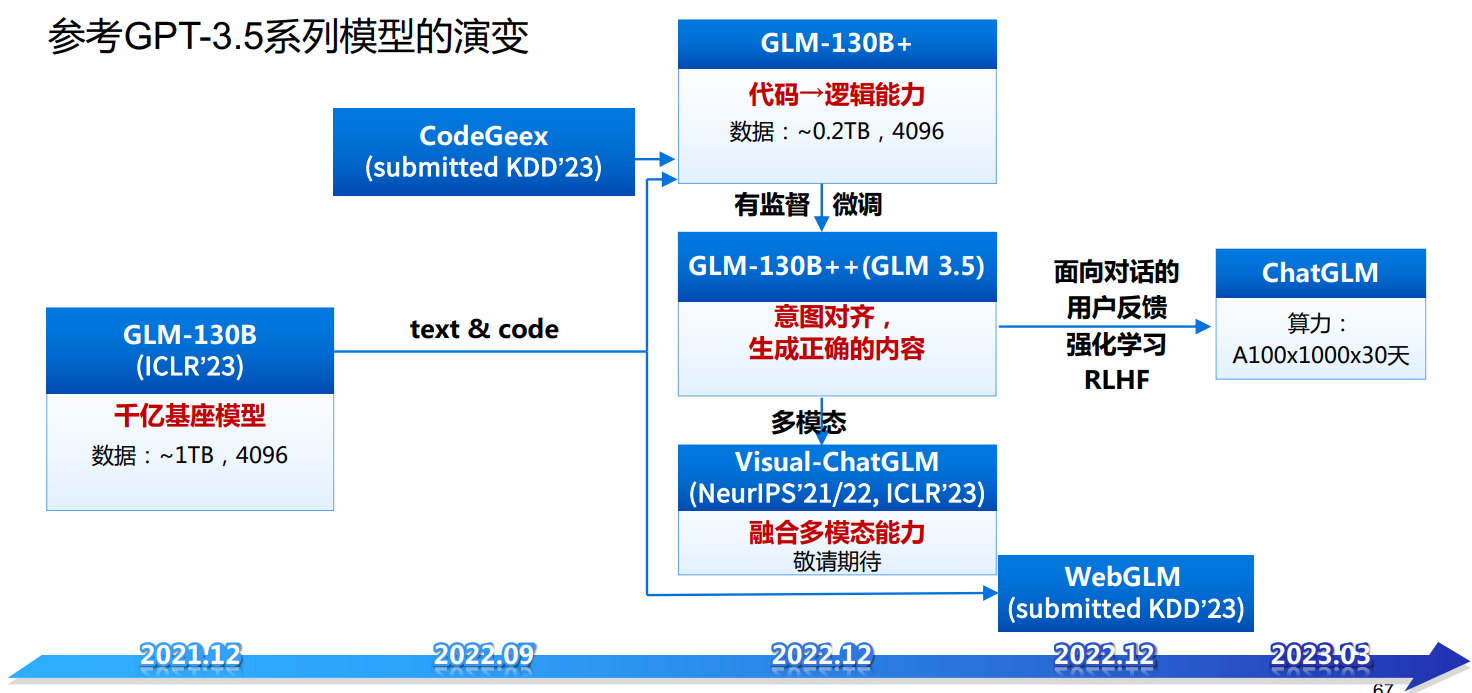 参考GPT-3.5系列模型的演变
GLM-130B+
代码→逻辑能力
数据：~0.2TB，4096
CodeGeex
(submitted KDD’23)
有监督 微调
GLM-130B++(GLM 3.5)
意图对齐，
生成正确的内容
面向对话的
用户反馈
强化学习
RLHF
ChatGLM
算力：
A100x1000x30天
GLM-130B
(ICLR’23)
千亿基座模型
数据：~1TB，4096
text & code
多模态
Visual-ChatGLM
(NeurIPS’21/22, ICLR’23)
融合多模态能力
敬请期待
WebGLM
(submitted KDD’23)
2021.12 2022.09 2022.12 2022.12 2023.03
67